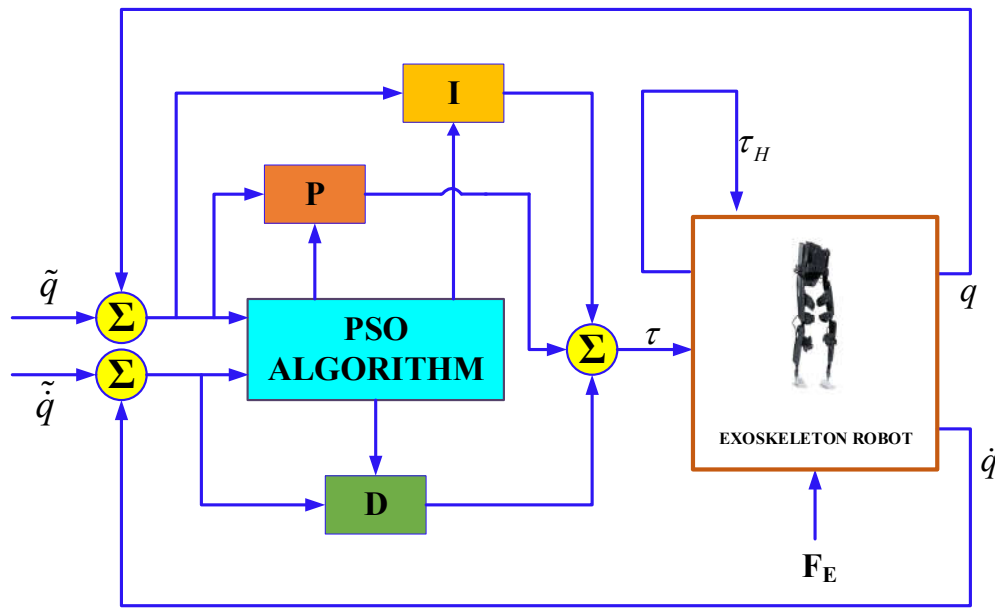 I
τ_H
P
q̃
Σ
q
PSO
ALGORITHM
Σ
τ
Σ
q̇̃
EXOSKELETON ROBOT
q̇
D
F_E